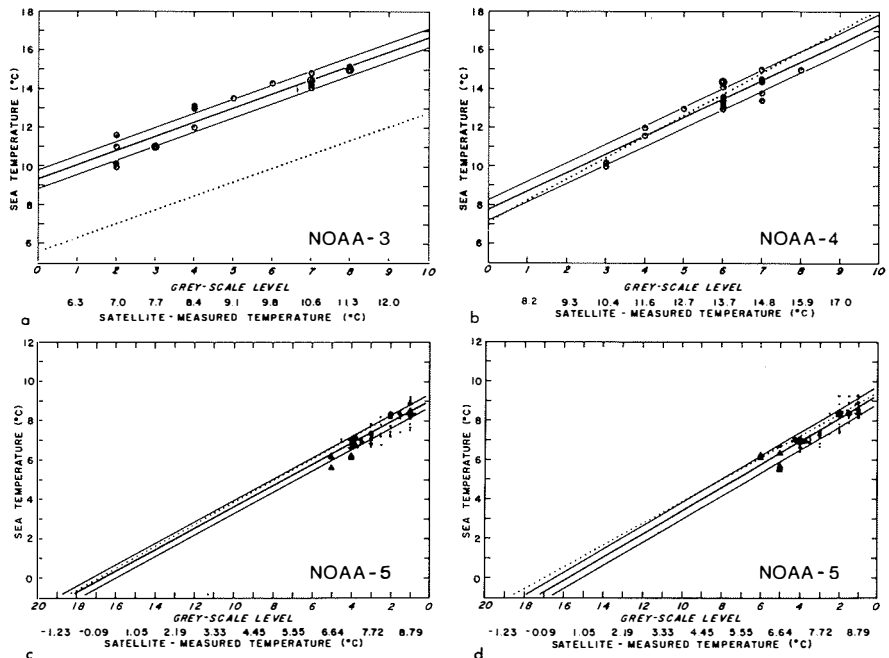 18
16
14
12
10
8
6
SEA TEMPERATURE (°C)
NOAA-3
0 1 2 3 4 5 6 7 8 9 10
GREY-SCALE LEVEL
6.3 7.0 7.7 8.4 9.1 9.8 10.6 11.3 12.0
SATELLITE-MEASURED TEMPERATURE (°C)
a
18
16
14
12
10
8
6
SEA TEMPERATURE (°C)
NOAA-4
0 1 2 3 4 5 6 7 8 9 10
GREY-SCALE LEVEL
8.2 9.3 10.4 11.6 12.7 13.7 14.8 15.9 17.0
SATELLITE-MEASURED TEMPERATURE (°C)
b
12
10
8
6
4
2
0
SEA TEMPERATURE (°C)
NOAA-5
20 18 16 14 12 10 8 6 4 2 0
GREY-SCALE LEVEL
-1.23 -0.09 1.05 2.19 3.33 4.45 5.55 6.64 7.72 8.79
SATELLITE-MEASURED TEMPERATURE (°C)
c
12
10
8
6
4
2
0
SEA TEMPERATURE (°C)
NOAA-5
20 18 16 14 12 10 8 6 4 2 0
GREY-SCALE LEVEL
-1.23 -0.09 1.05 2.19 3.33 4.45 5.55 6.64 7.72 8.79
SATELLITE-MEASURED TEMPERATURE (°C)
d